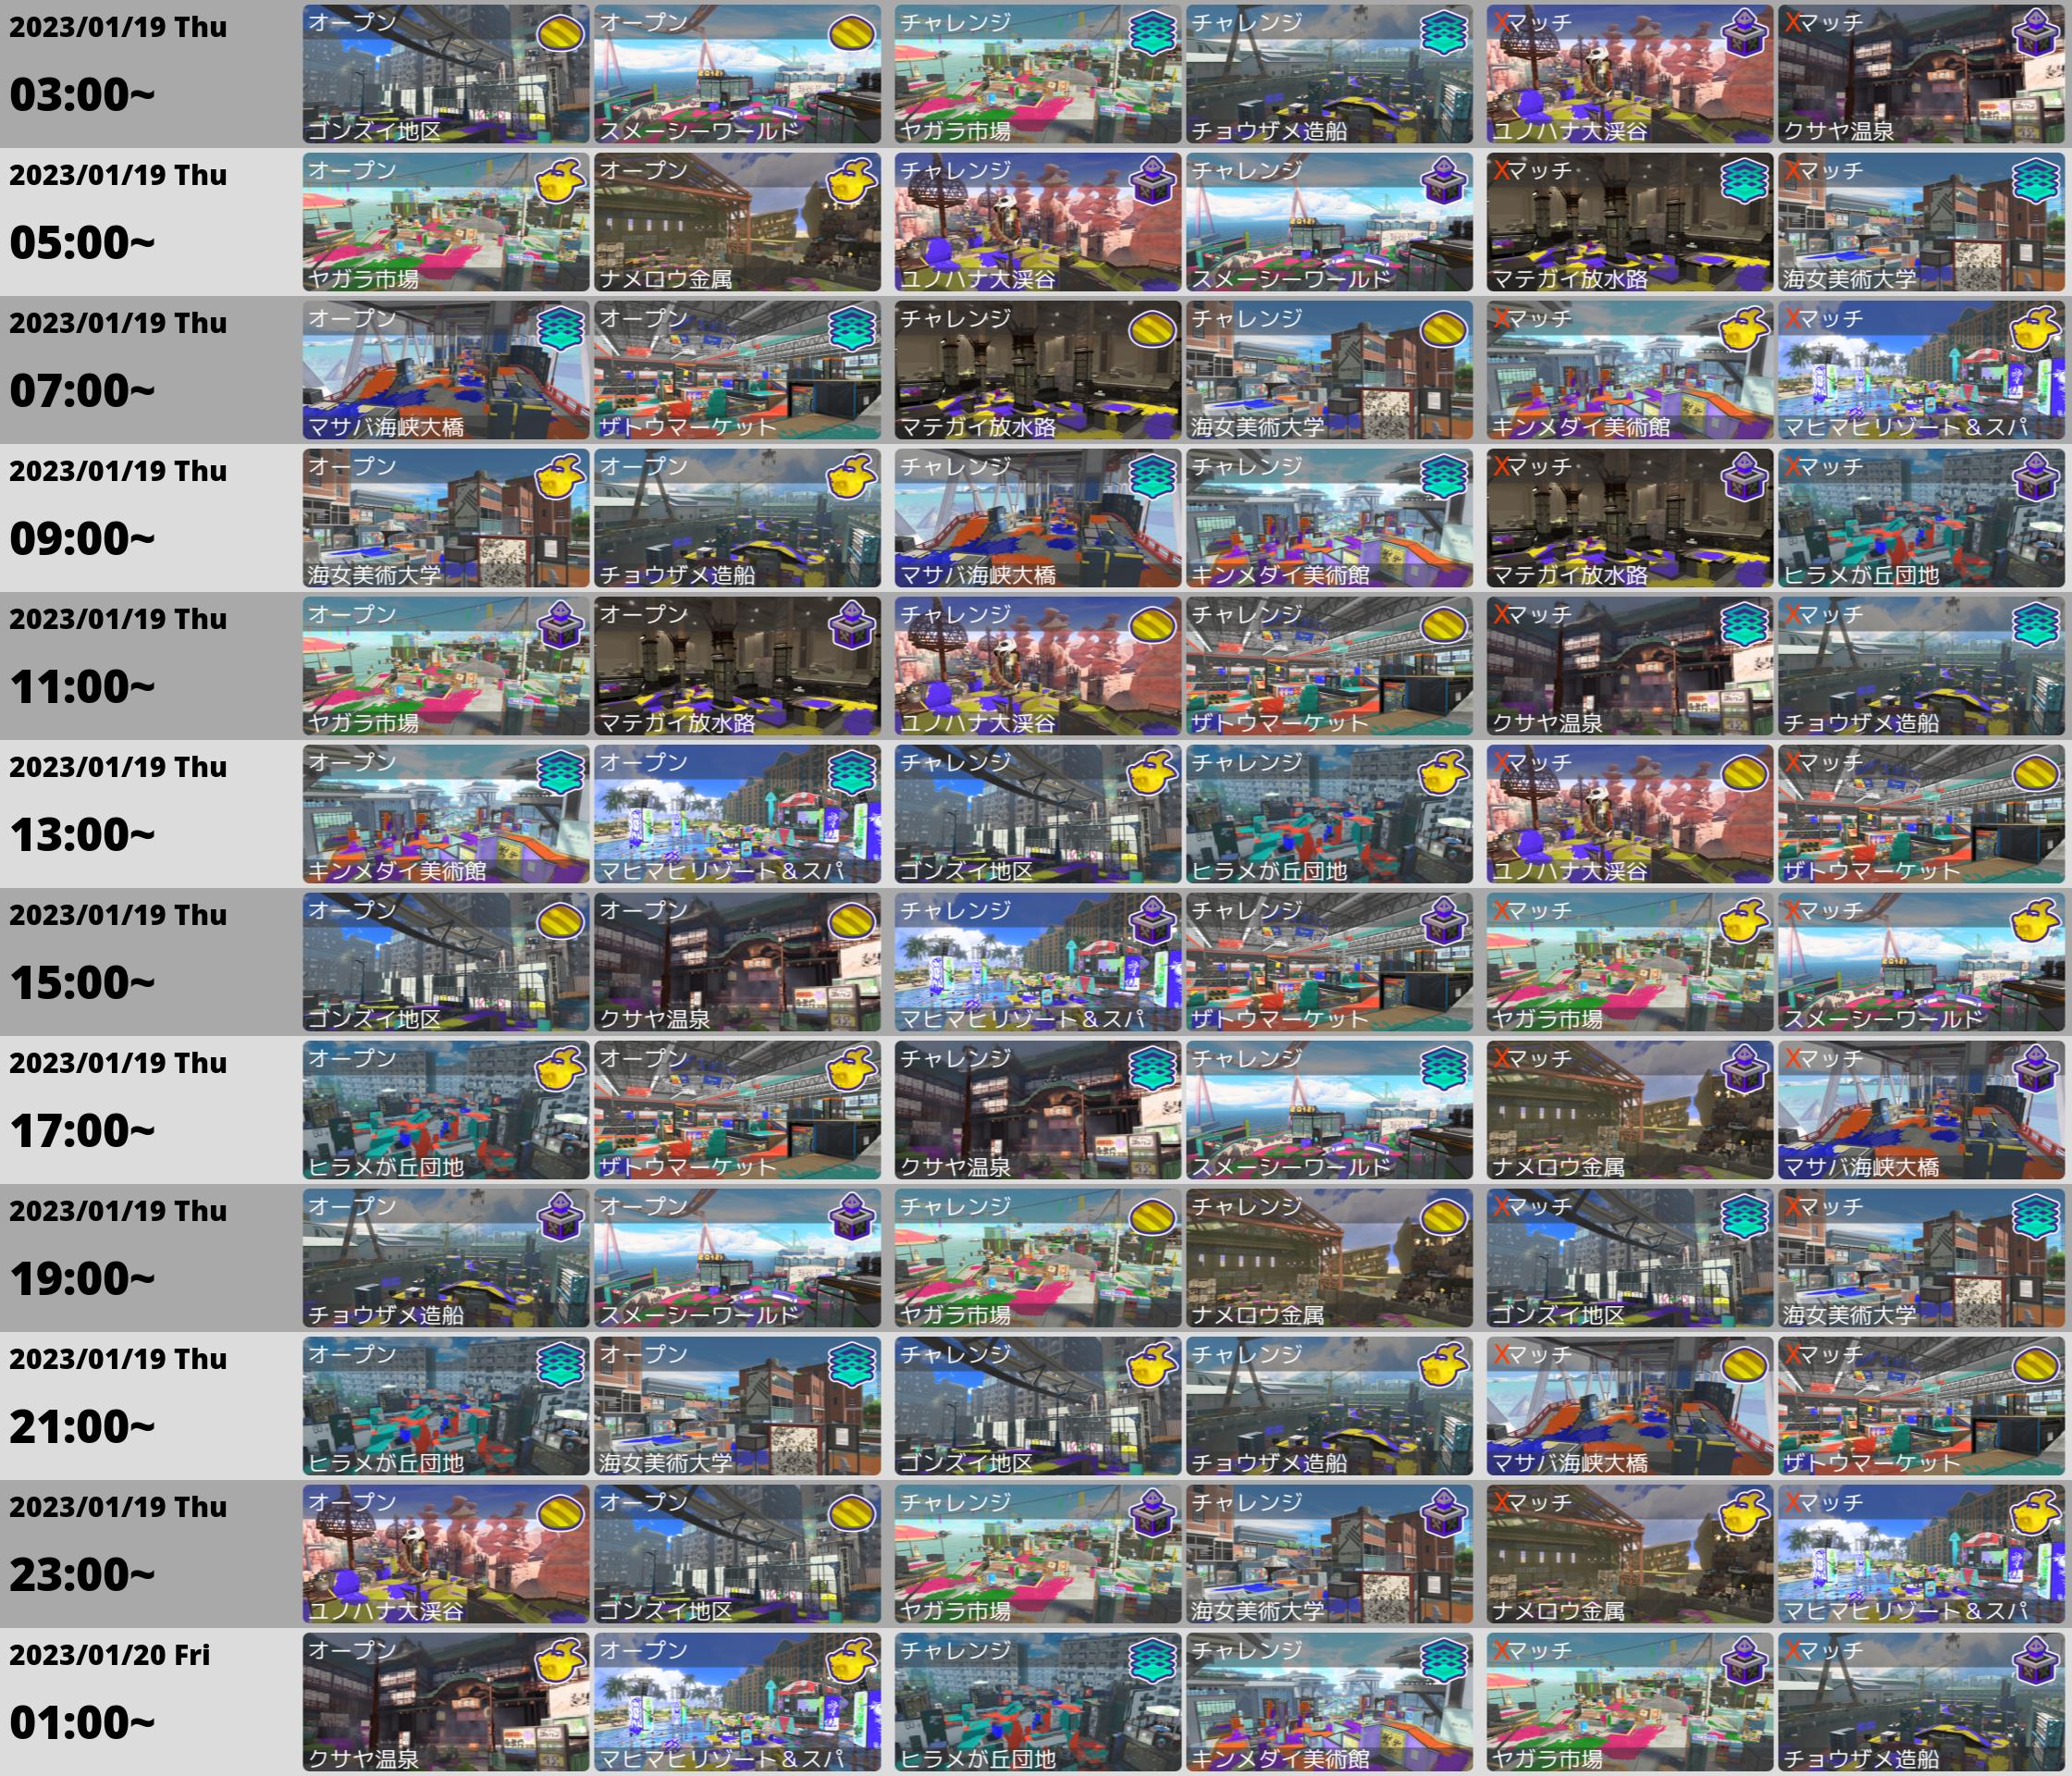 2023/01/19 Thu
03:00~
オープン オープン チャレンジ チャレンジ Xマッチ Xマッチ
ゴンズイ地区 スメーシーワールド ヤガラ市場 チョウザメ造船 ユノハナ大渓谷 クサヤ温泉
2023/01/19 Thu
05:00~
オープン オープン チャレンジ チャレンジ Xマッチ Xマッチ
ヤガラ市場 ナメロウ金属 ユノハナ大渓谷 スメーシーワールド マテガイ放水路 海女美術大学
2023/01/19 Thu
07:00~
オープン オープン チャレンジ チャレンジ Xマッチ Xマッチ
マサバ海峡大橋 ザトウマーケット マテガイ放水路 海女美術大学 キンメダイ美術館 マヒマヒリゾート&スパ
2023/01/19 Thu
09:00~
オープン オープン チャレンジ チャレンジ Xマッチ Xマッチ
海女美術大学 チョウザメ造船 マサバ海峡大橋 キンメダイ美術館 マテガイ放水路 ヒラメが丘団地
2023/01/19 Thu
11:00~
オープン オープン チャレンジ チャレンジ Xマッチ Xマッチ
ヤガラ市場 マテガイ放水路 ユノハナ大渓谷 ザトウマーケット クサヤ温泉 チョウザメ造船
2023/01/19 Thu
13:00~
オープン オープン チャレンジ チャレンジ Xマッチ Xマッチ
キンメダイ美術館 マヒマヒリゾート&スパ ゴンズイ地区 ヒラメが丘団地 ユノハナ大渓谷 ザトウマーケット
2023/01/19 Thu
15:00~
オープン オープン チャレンジ チャレンジ Xマッチ Xマッチ
ゴンズイ地区 クサヤ温泉 マヒマヒリゾート&スパ ザトウマーケット ヤガラ市場 スメーシーワールド
2023/01/19 Thu
17:00~
オープン オープン チャレンジ チャレンジ Xマッチ Xマッチ
ヒラメが丘団地 ザトウマーケット クサヤ温泉 スメーシーワールド ナメロウ金属 マサバ海峡大橋
2023/01/19 Thu
19:00~
オープン オープン チャレンジ チャレンジ Xマッチ Xマッチ
チョウザメ造船 スメーシーワールド ヤガラ市場 ナメロウ金属 ゴンズイ地区 海女美術大学
2023/01/19 Thu
21:00~
オープン オープン チャレンジ チャレンジ Xマッチ Xマッチ
ヒラメが丘団地 海女美術大学 ゴンズイ地区 チョウザメ造船 マサバ海峡大橋 ザトウマーケット
2023/01/19 Thu
23:00~
オープン オープン チャレンジ チャレンジ Xマッチ Xマッチ
ユノハナ大渓谷 ゴンズイ地区 ヤガラ市場 海女美術大学 ナメロウ金属 マヒマヒリゾート&スパ
2023/01/20 Fri
01:00~
オープン オープン チャレンジ チャレンジ Xマッチ Xマッチ
クサヤ温泉 マヒマヒリゾート&スパ ヒラメが丘団地 キンメダイ美術館 ヤガラ市場 チョウザメ造船